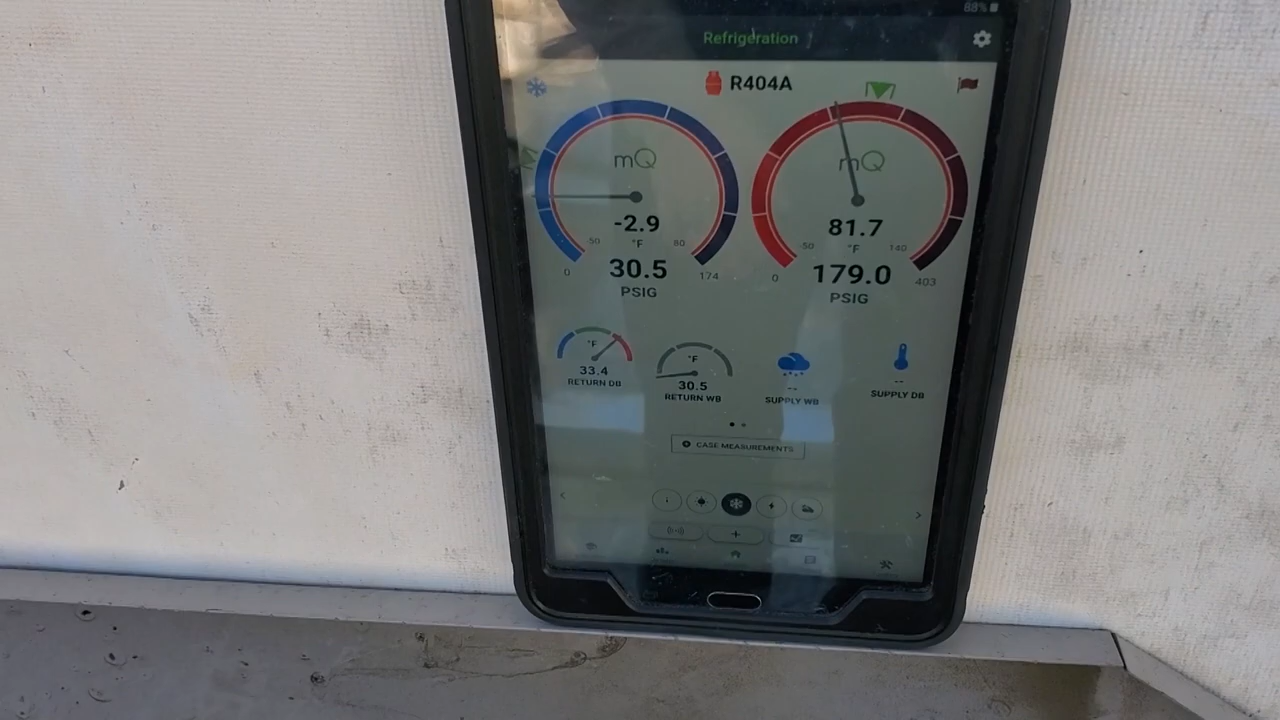 88%
Refrigeration
R404A
mQ
mQ
-2.9
81.7
-50 °F 80
-50 °F 140
0 30.5 174
0 179.0 403
PSIG
PSIG
°F
°F
33.4
30.5
--
--
RETURN DB
RETURN WB
SUPPLY WB
SUPPLY DB
CASE MEASUREMENTS